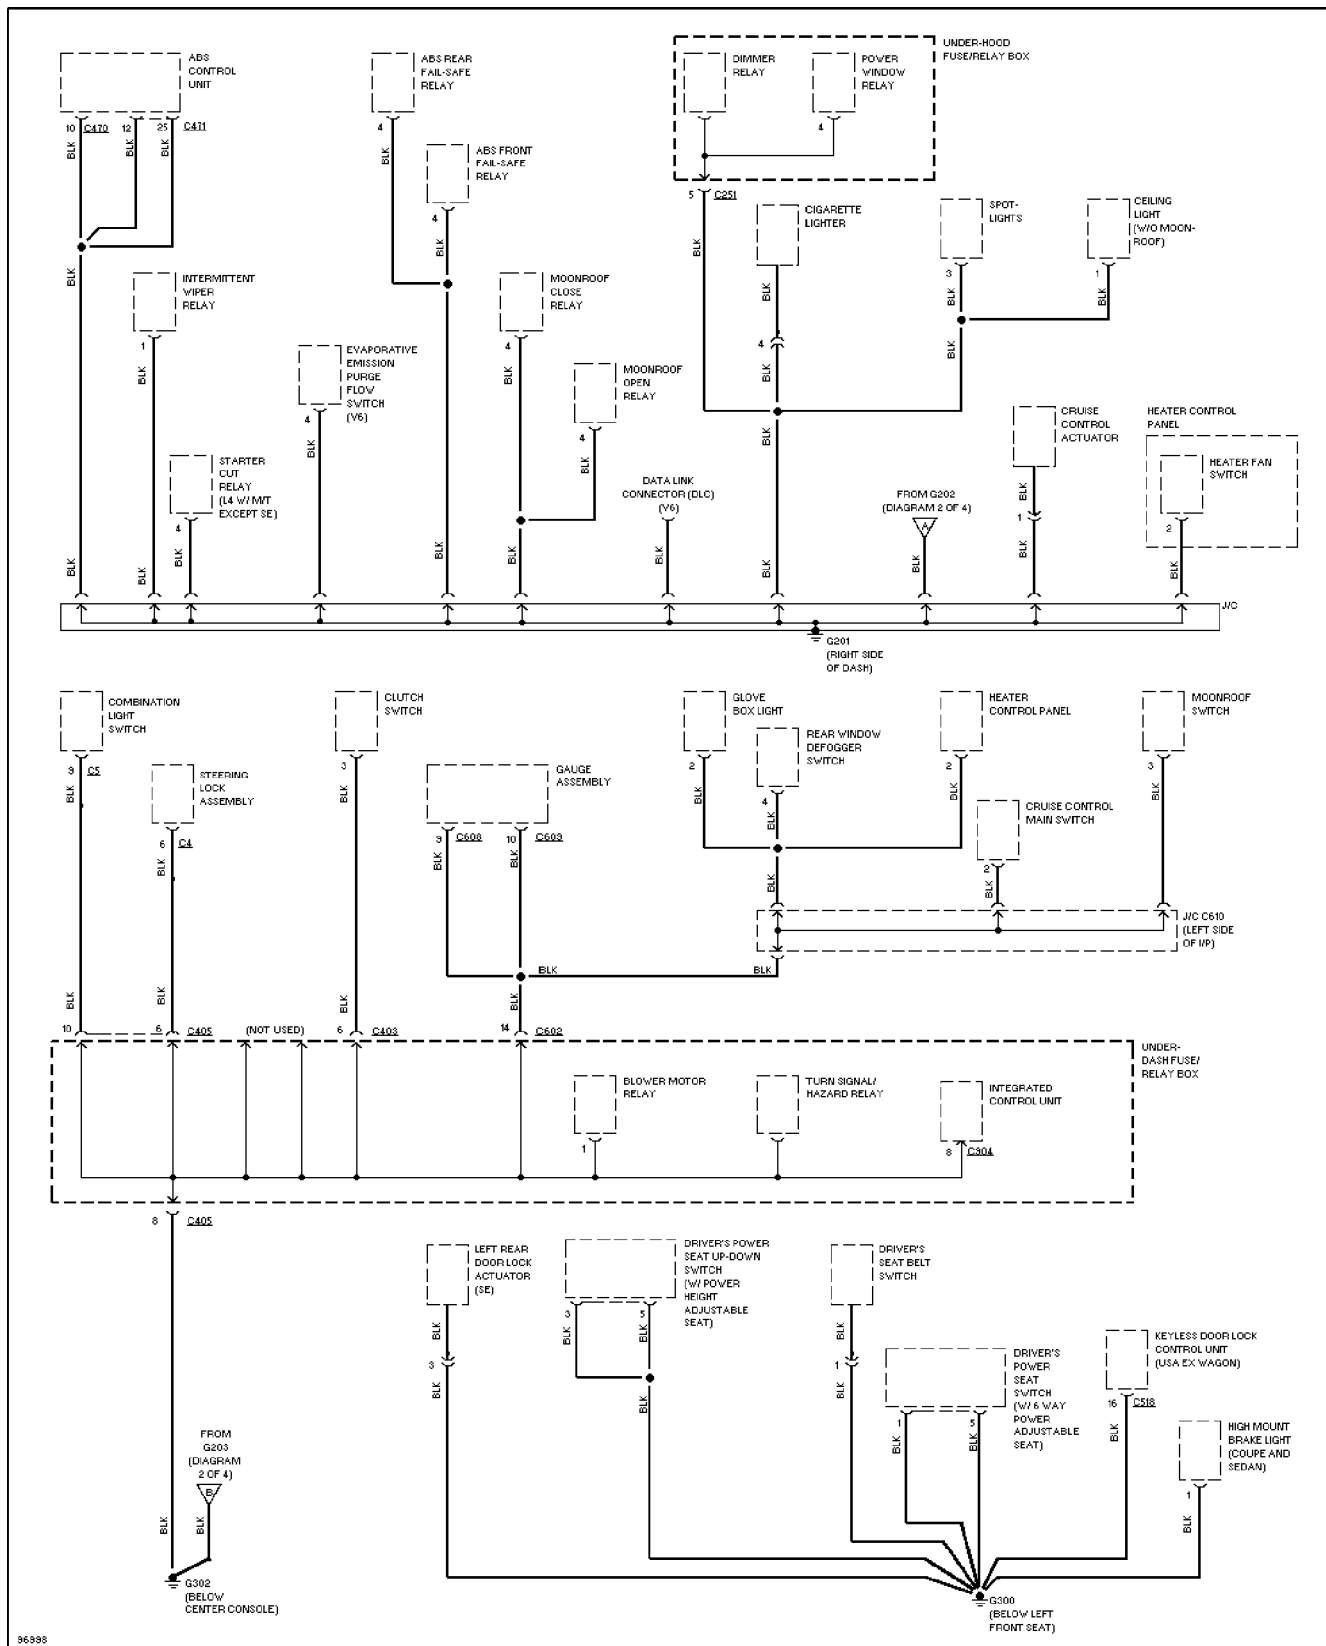 ABS
CONTROL
UNIT
10
C470
12
25
C471
BLK
BLK
BLK
BLK
BLK
ABS REAR
FAIL-SAFE
RELAY
4
BLK
ABS FRONT
FAIL-SAFE
RELAY
4
BLK
BLK
UNDER-HOOD
FUSE/RELAY BOX
DIMMER
RELAY
POWER
WINDOW
RELAY
4
5
C251
BLK
CIGARETTE
LIGHTER
BLK
4
BLK
BLK
BLK
SPOT-
LIGHTS
3
BLK
BLK
CEILING
LIGHT
(W/O MOON-
ROOF)
1
BLK
INTERMITTENT
WIPER
RELAY
1
BLK
BLK
STARTER
CUT
RELAY
(L4 W/ M/T
EXCEPT SE)
4
BLK
EVAPORATIVE
EMISSION
PURGE
FLOW
SWITCH
(V6)
4
BLK
MOONROOF
CLOSE
RELAY
4
BLK
BLK
MOONROOF
OPEN
RELAY
4
BLK
DATA LINK
CONNECTOR (DLC)
(V6)
BLK
FROM G202
(DIAGRAM 2 OF 4)
A
BLK
CRUISE
CONTROL
ACTUATOR
BLK
1
BLK
HEATER CONTROL
PANEL
HEATER FAN
SWITCH
2
BLK
J/C
G201
(RIGHT SIDE
OF DASH)
COMBINATION
LIGHT
SWITCH
9
C5
BLK
BLK
STEERING
LOCK
ASSEMBLY
6
C4
BLK
BLK
CLUTCH
SWITCH
3
BLK
BLK
GAUGE
ASSEMBLY
9
C608
10
C609
BLK
BLK
BLK
BLK
BLK
GLOVE
BOX LIGHT
2
BLK
REAR WINDOW
DEFOGGER
SWITCH
4
BLK
BLK
HEATER
CONTROL PANEL
2
BLK
CRUISE CONTROL
MAIN SWITCH
2
BLK
MOONROOF
SWITCH
3
BLK
J/C C610
(LEFT SIDE
OF I/P)
10
6
C405
(NOT USED)
6
C403
14
C602
UNDER-
DASH FUSE/
RELAY BOX
BLOWER MOTOR
RELAY
1
TURN SIGNAL/
HAZARD RELAY
INTEGRATED
CONTROL UNIT
8
C304
8
C405
BLK
FROM
G203
(DIAGRAM
2 OF 4)
B
BLK
G302
(BELOW
CENTER CONSOLE)
LEFT REAR
DOOR LOCK
ACTUATOR
(SE)
BLK
3
BLK
DRIVER'S POWER
SEAT UP-DOWN
SWITCH
(W/ POWER
HEIGHT
ADJUSTABLE
SEAT)
3
5
BLK
BLK
BLK
DRIVER'S
SEAT BELT
SWITCH
BLK
1
BLK
DRIVER'S
POWER
SEAT
SWITCH
(W/ 6 WAY
POWER
ADJUSTABLE
SEAT)
1
5
BLK
BLK
KEYLESS DOOR LOCK
CONTROL UNIT
(USA EX WAGON)
16
C518
BLK
HIGH MOUNT
BRAKE LIGHT
(COUPE AND
SEDAN)
1
BLK
G300
(BELOW LEFT
FRONT SEAT)
96998